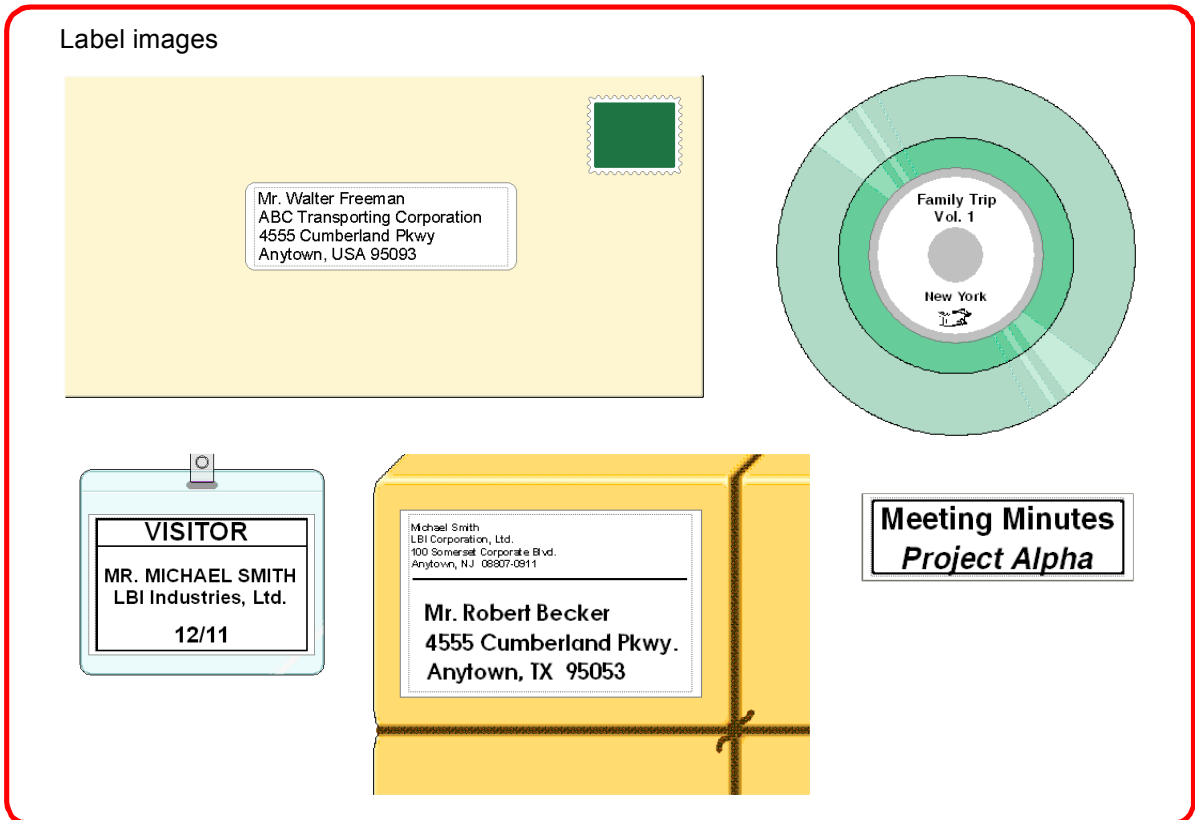 Label images
Mr. Walter Freeman
ABC Transporting Corporation
4555 Cumberland Pkwy
Anytown, USA 95093
Family Trip
Vol. 1
New York
VISITOR
MR. MICHAEL SMITH
LBI Industries, Ltd.
12/11
Michael Smith
LBI Corporation, Ltd.
100 Somerset Corporate Blvd.
Anytown, NJ 08807-0911
Mr. Robert Becker
4555 Cumberland Pkwy.
Anytown, TX 95053
Meeting Minutes
Project Alpha